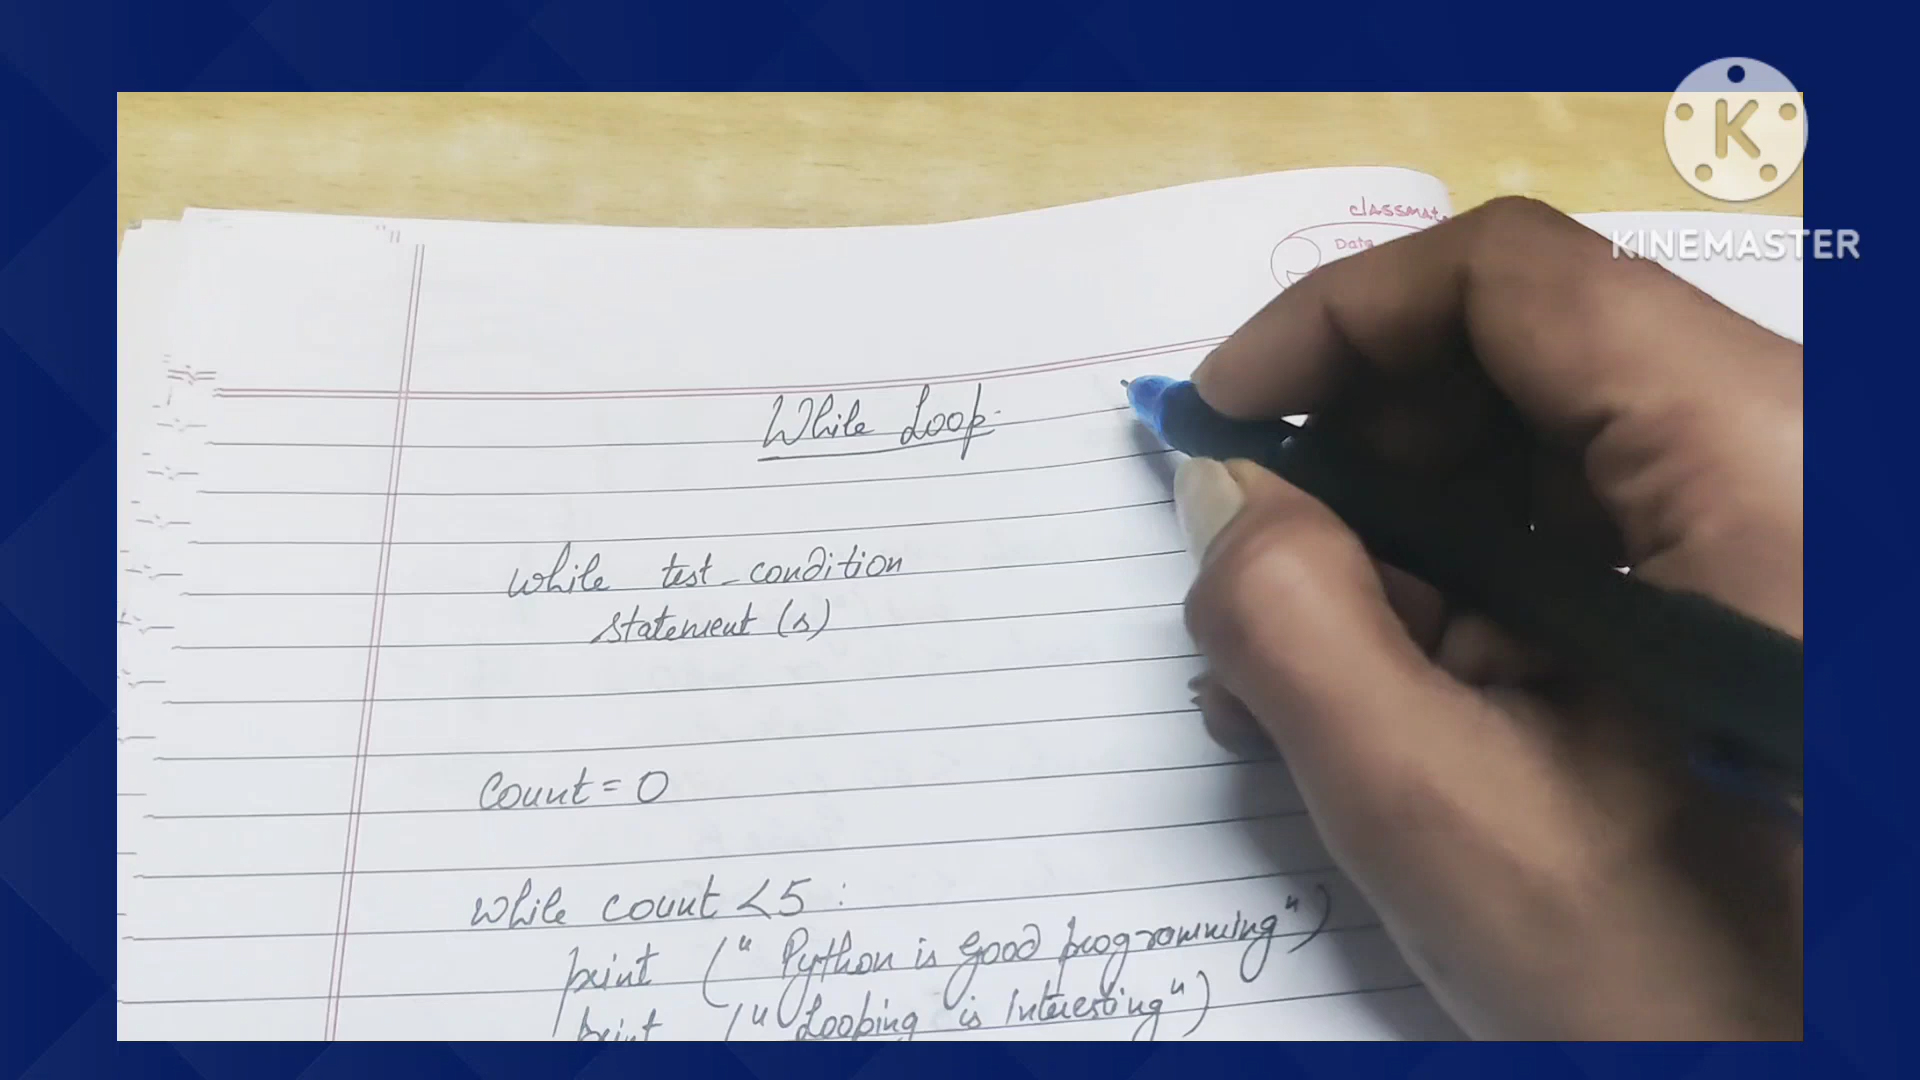 classmate
Date
While Loop:
while test_condition
statement (s)
Count = 0
while count < 5 :
print (" Python is good programming")
print (" Looping is Interesting")
K
KINEMASTER